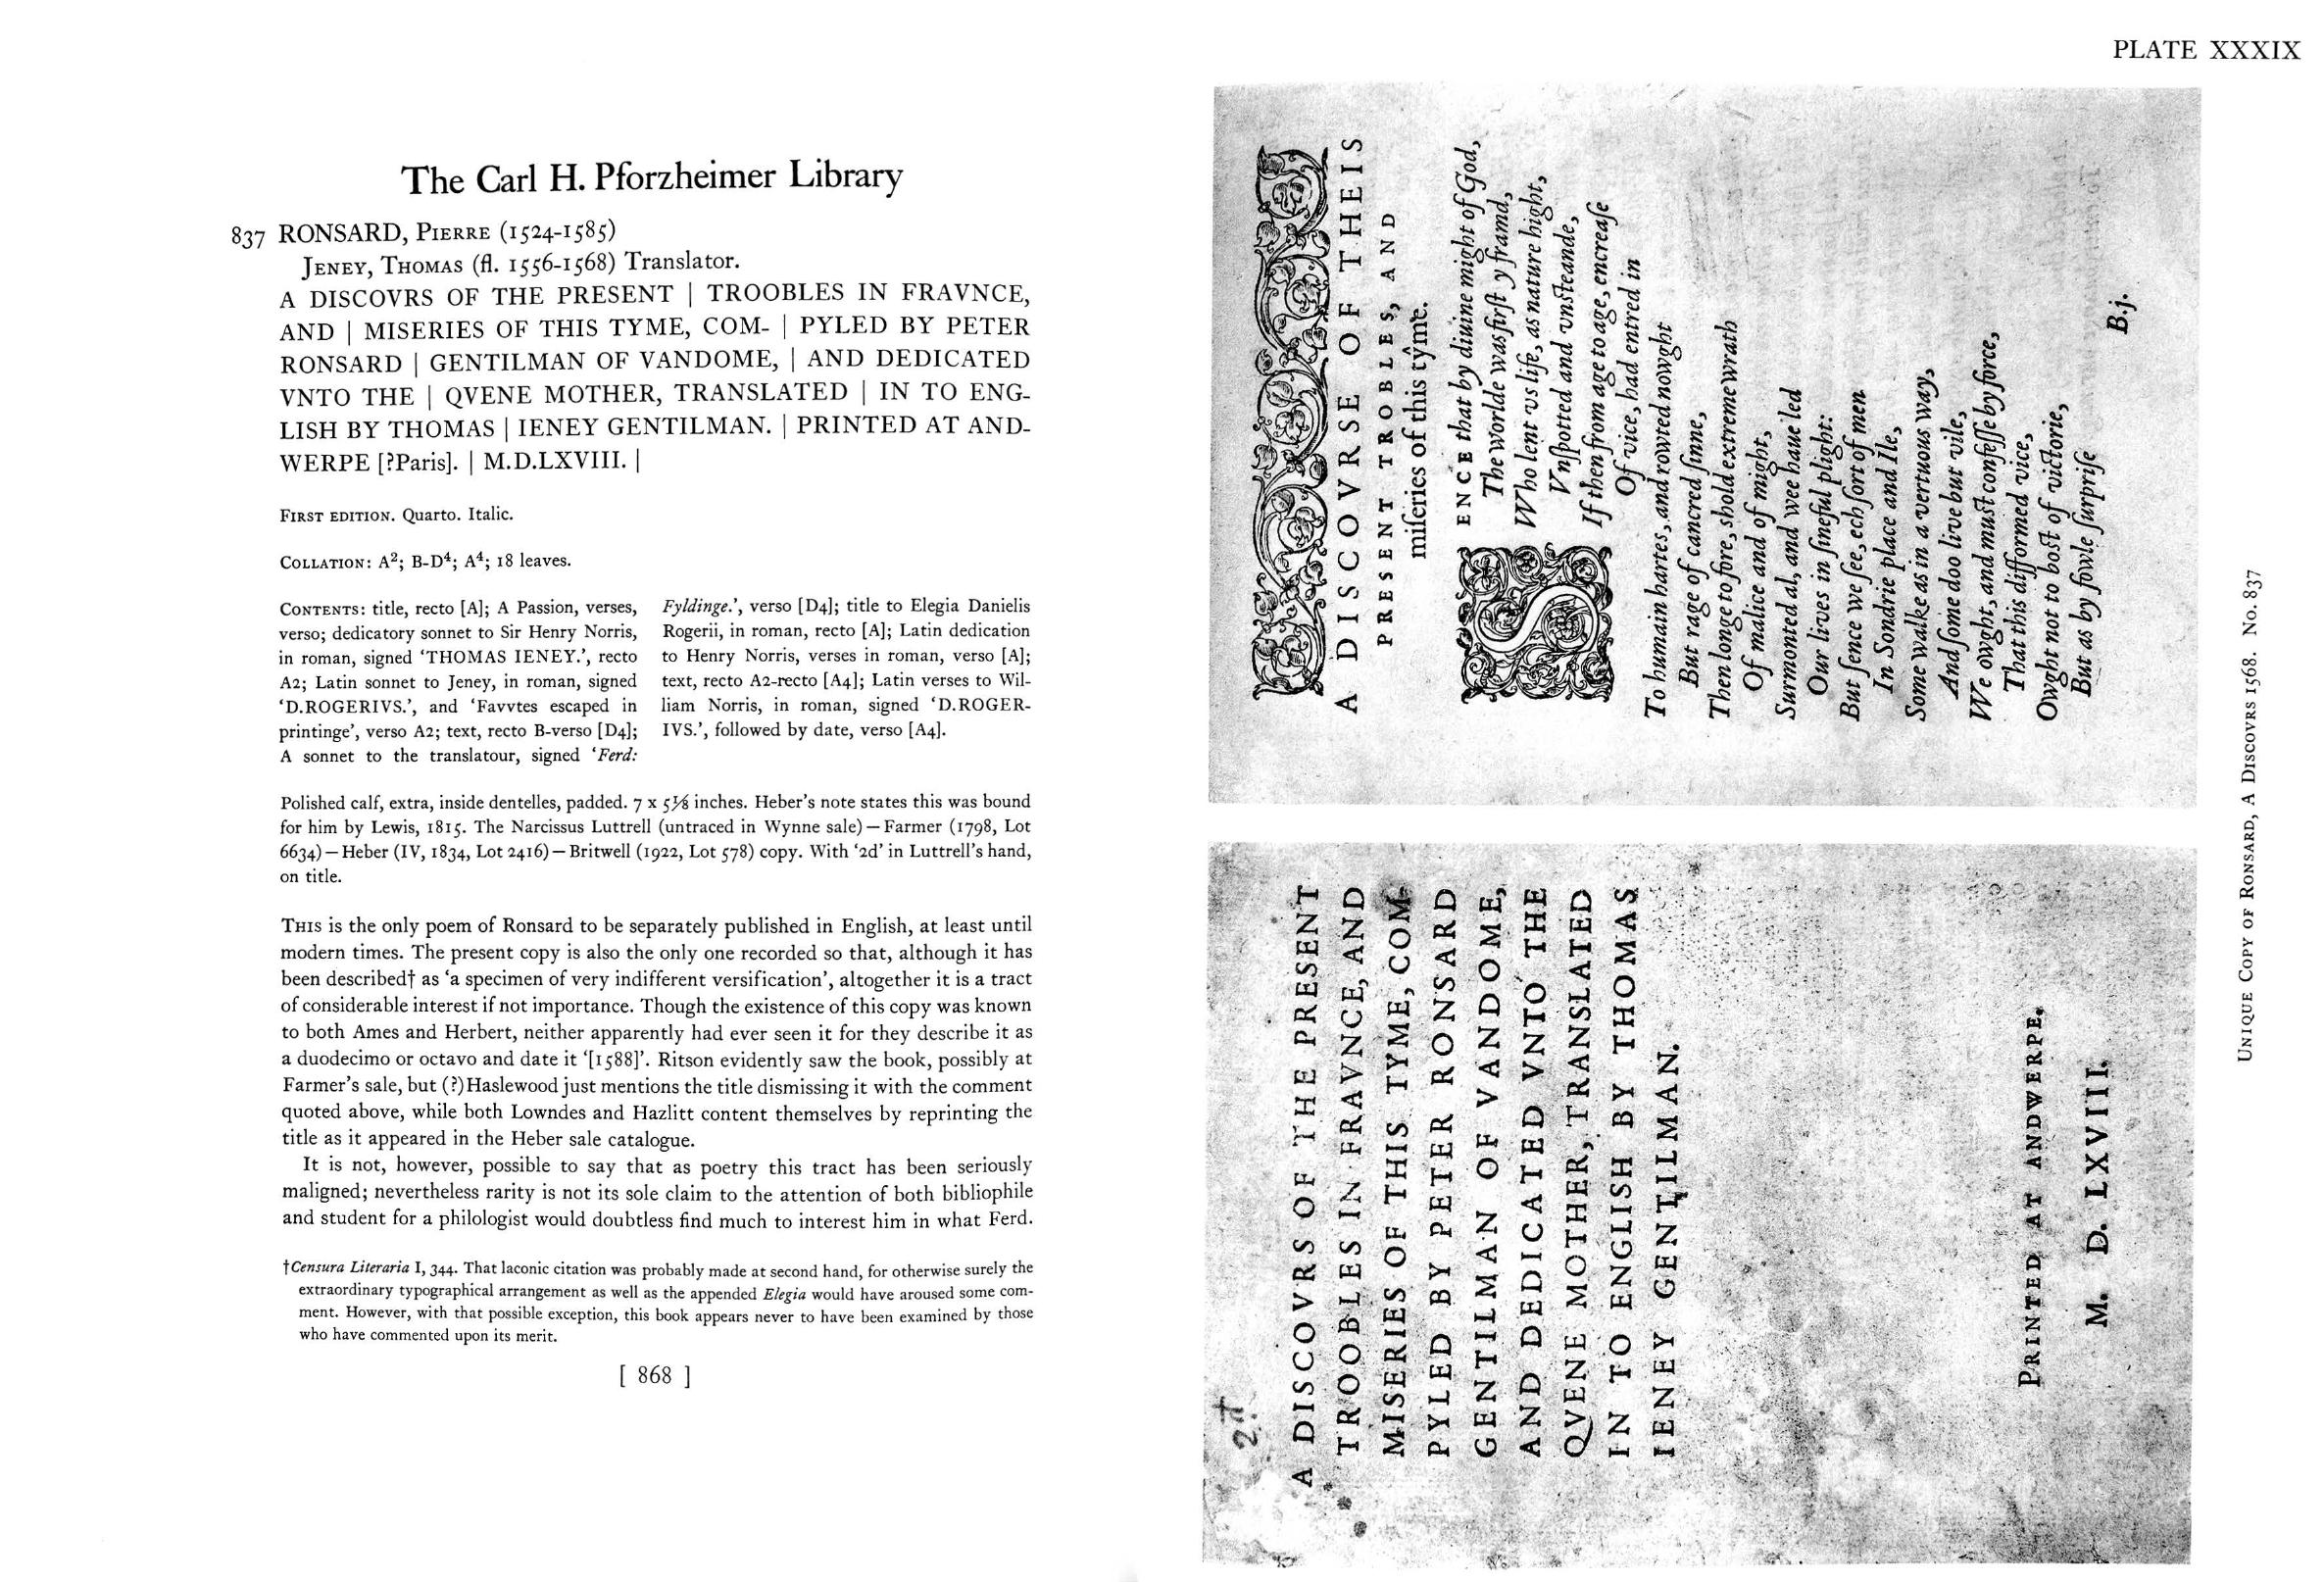 The Carl H. Pforzheimer Library
837 RONSARD, PIERRE (1524-1585)
JENEY, THOMAS (fl. 1556-1568) Translator.
A DISCOVRS OF THE PRESENT | TROOBLES IN FRAVNCE,
AND | MISERIES OF THIS TYME, COM- | PYLED BY PETER
RONSARD | GENTILMAN OF VANDOME, | AND DEDICATED
VNTO THE | QVENE MOTHER, TRANSLATED | IN TO ENG-
LISH BY THOMAS | IENEY GENTILMAN. | PRINTED AT AND-
WERPE [?Paris]. | M.D.LXVIII. |
FIRST EDITION. Quarto. Italic.
COLLATION: A²; B-D⁴; A⁴; 18 leaves.
CONTENTS: title, recto [A]; A Passion, verses,
verso; dedicatory sonnet to Sir Henry Norris,
in roman, signed ‘THOMAS IENEY.’, recto
A2; Latin sonnet to Jeney, in roman, signed
‘D.ROGERIVS.’, and ‘Favvtes escaped in
printinge’, verso A2; text, recto B-verso [D4];
A sonnet to the translatour, signed ‘Ferd:
Fyldinge.’, verso [D4]; title to Elegia Danielis
Rogerii, in roman, recto [A]; Latin dedication
to Henry Norris, verses in roman, verso [A];
text, recto A2-recto [A4]; Latin verses to Wil-
liam Norris, in roman, signed ‘D.ROGER-
IVS.’, followed by date, verso [A4].
Polished calf, extra, inside dentelles, padded. 7 x 5⅛ inches. Heber's note states this was bound
for him by Lewis, 1815. The Narcissus Luttrell (untraced in Wynne sale)—Farmer (1798, Lot
6634)—Heber (IV, 1834, Lot 2416)—Britwell (1922, Lot 578) copy. With ‘2d’ in Luttrell's hand,
on title.
THIS is the only poem of Ronsard to be separately published in English, at least until
modern times. The present copy is also the only one recorded so that, although it has
been described† as ‘a specimen of very indifferent versification’, altogether it is a tract
of considerable interest if not importance. Though the existence of this copy was known
to both Ames and Herbert, neither apparently had ever seen it for they describe it as
a duodecimo or octavo and date it ‘[1588]’. Ritson evidently saw the book, possibly at
Farmer's sale, but (?)Haslewood just mentions the title dismissing it with the comment
quoted above, while both Lowndes and Hazlitt content themselves by reprinting the
title as it appeared in the Heber sale catalogue.
It is not, however, possible to say that as poetry this tract has been seriously
maligned; nevertheless rarity is not its sole claim to the attention of both bibliophile
and student for a philologist would doubtless find much to interest him in what Ferd.
†Censura Literaria I, 344. That laconic citation was probably made at second hand, for otherwise surely the
extraordinary typographical arrangement as well as the appended Elegia would have aroused some com-
ment. However, with that possible exception, this book appears never to have been examined by those
who have commented upon its merit.
[ 868 ]
PLATE XXXIX
2d
A DISCOVRS OF THE PRESENT
TROOBLES IN FRAVNCE, AND
MISERIES OF THIS TYME, COM-
PYLED BY PETER RONSARD
GENTILMAN OF VANDOME,
AND DEDICATED VNTO THE
QVENE MOTHER, TRANSLATED
IN TO ENGLISH BY THOMAS
IENEY GENTILMAN.
PRINTED AT ANDWERPE.
M. D. LXVIII.
A DISCOVRSE OF THEIS
PRESENT TROBLES, AND
miseries of this tyme.
SENCE that by diuine might of God,
The worlde was first y framd,
Who lent vs life, as nature hight,
Vnspotted and vnsteande,
If then from age to age, encrease
Of vice, had entred in
To humain hartes, and rowted nowght
But rage of cancred sinne,
Then longe to fore, shold extreme wrath
Of malice and of might,
Surmonted al, and wee haue led
Our lives in sineful plight:
But sence we see, ech sort of men
In Sondrie place and Ile,
Some walke as in a vertuous way,
And some doo live but vile,
We owght, and must confesse by force,
That this difformed vice,
Owght not to bost of victorie,
But as by fowle surprise
B.j.
UNIQUE COPY OF RONSARD, A DISCOVRS 1568. No. 837